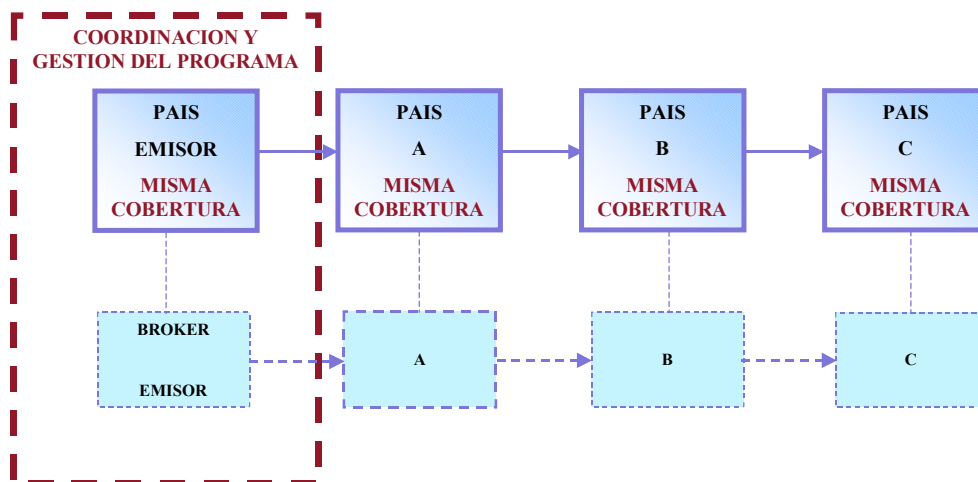 COORDINACION Y
GESTION DEL PROGRAMA
PAIS
EMISOR
MISMA
COBERTURA
PAIS
A
MISMA
COBERTURA
PAIS
B
MISMA
COBERTURA
PAIS
C
MISMA
COBERTURA
BROKER
EMISOR
A
B
C